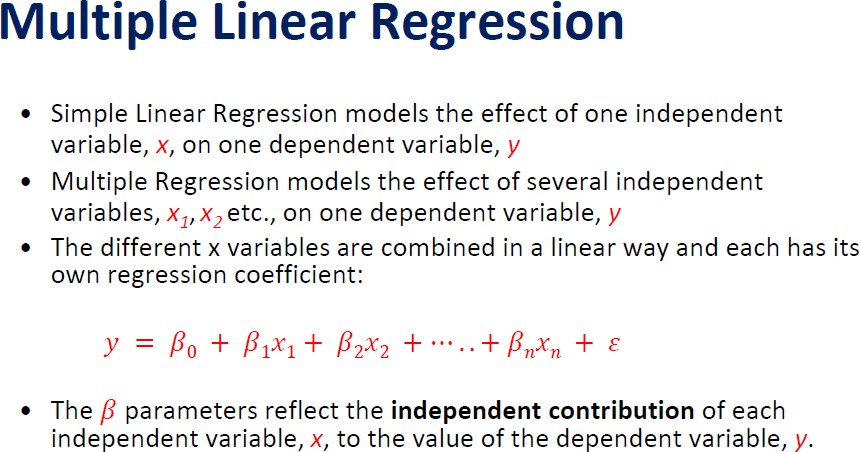 Multiple Linear Regression
• Simple Linear Regression models the effect of one independent
variable, x, on one dependent variable, y
• Multiple Regression models the effect of several independent
variables, x₁, x₂ etc., on one dependent variable, y
• The different x variables are combined in a linear way and each has its
own regression coefficient:
y = β₀ + β₁x₁ + β₂x₂ + ⋯..+ βₙxₙ + ε
• The β parameters reflect the independent contribution of each
independent variable, x, to the value of the dependent variable, y.